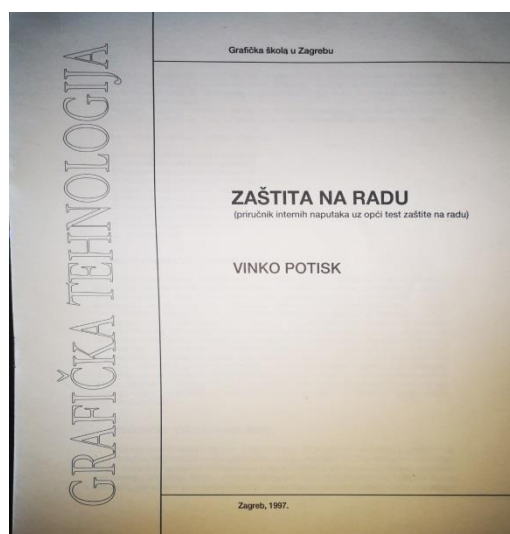 Grafička škola u Zagrebu
GRAFIČKA TEHNOLOGIJA
ZAŠTITA NA RADU
(priručnik internih naputaka uz opći test zaštite na radu)
VINKO POTISK
Zagreb, 1997.